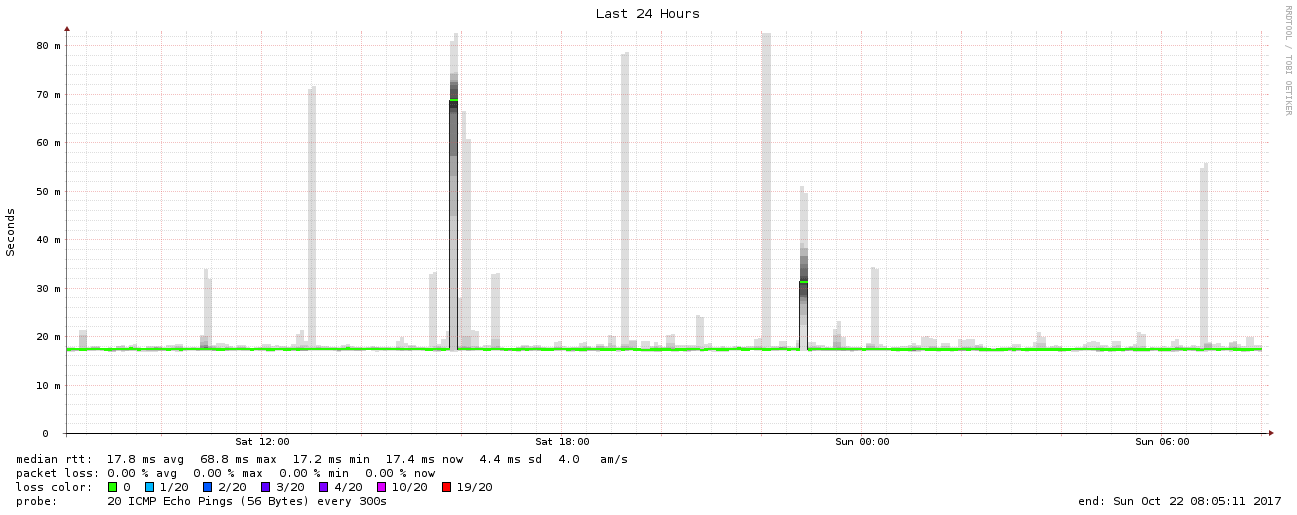 Last 24 Hours
RRDTOOL / TOBI OETIKER
Seconds
80 m
70 m
60 m
50 m
40 m
30 m
20 m
10 m
0
Sat 12:00 Sat 18:00 Sun 00:00 Sun 06:00
median rtt: 17.8 ms avg 68.8 ms max 17.2 ms min 17.4 ms now 4.4 ms sd 4.0 am/s
packet loss: 0.00 % avg 0.00 % max 0.00 % min 0.00 % now
loss color: 0 1/20 2/20 3/20 4/20 10/20 19/20
probe: 20 ICMP Echo Pings (56 Bytes) every 300s end: Sun Oct 22 08:05:11 2017